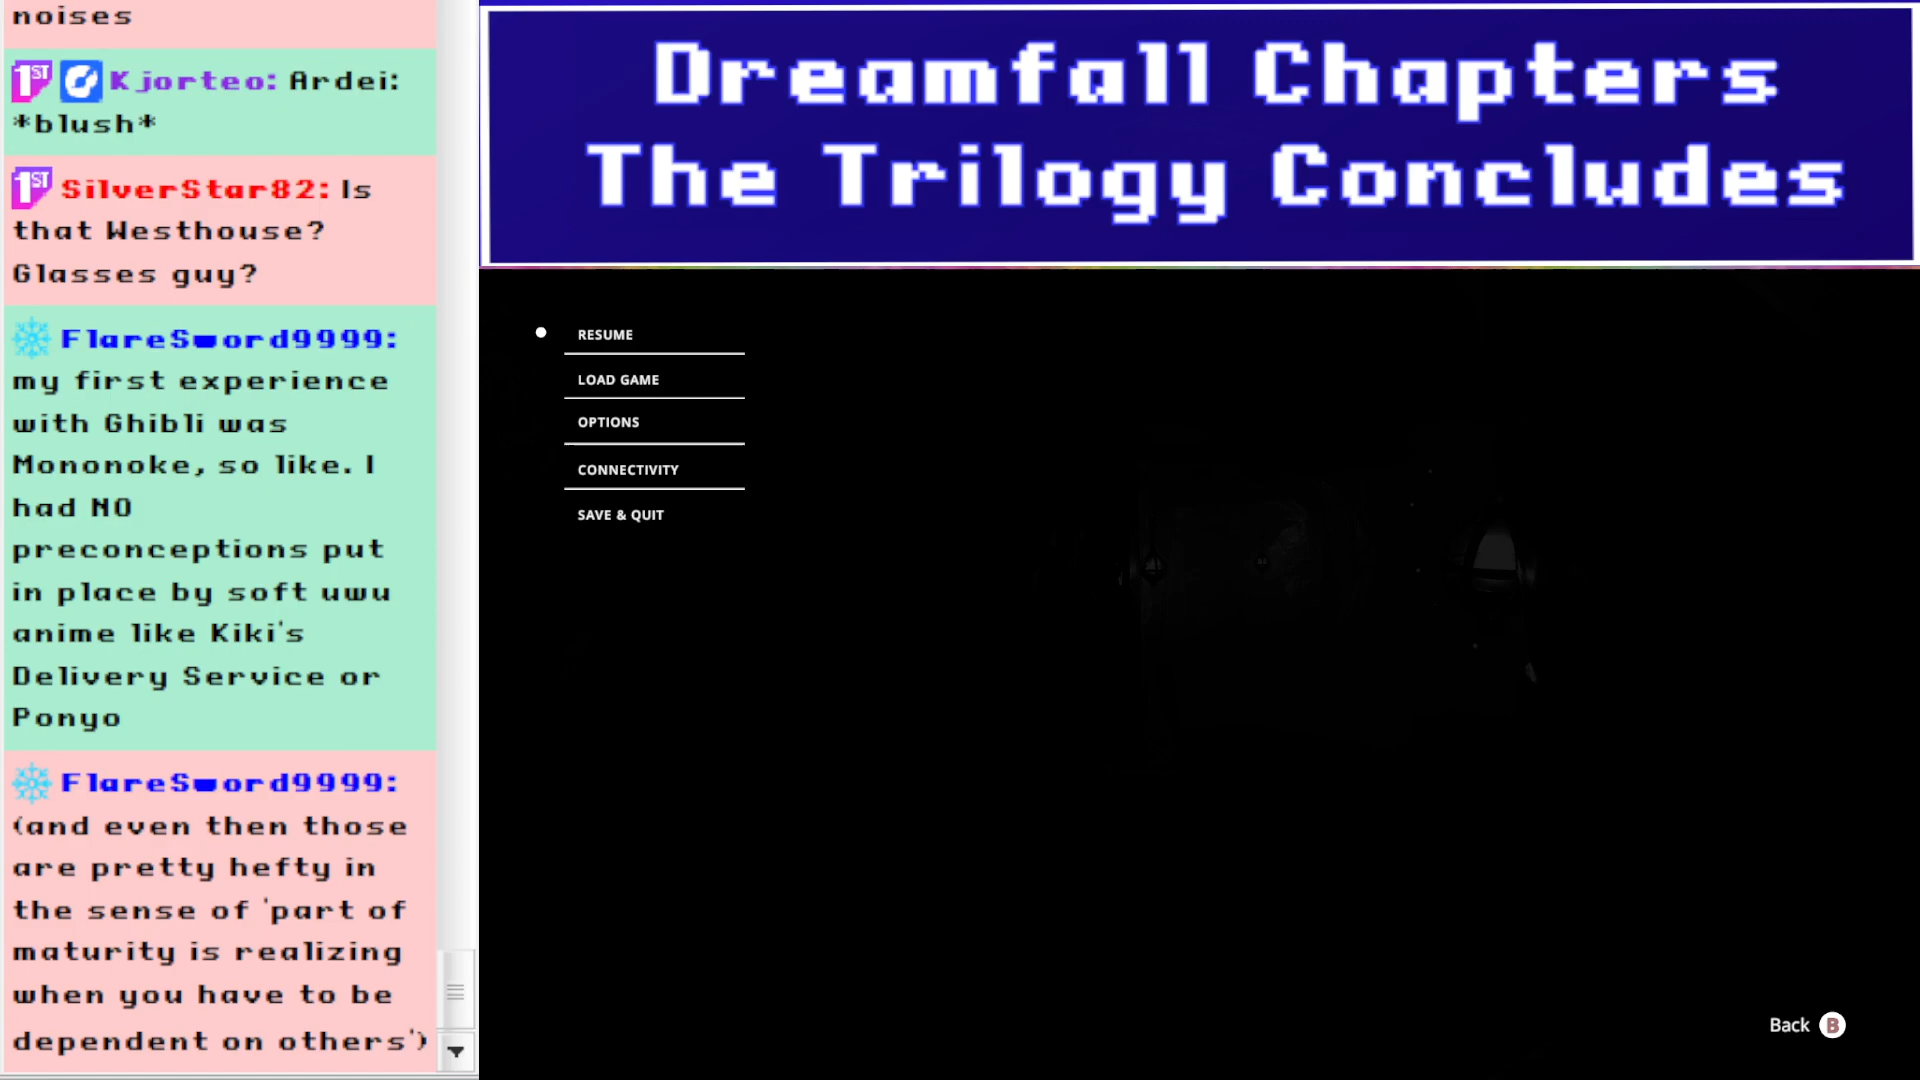 noises
1ST Kjorteo: Ardei:
*blush*
1ST SilverStar82: Is
that Westhouse?
Glasses guy?
FlareSword9999:
my first experience
with Ghibli was
Mononoke, so like. I
had NO
preconceptions put
in place by soft uwu
anime like Kiki's
Delivery Service or
Ponyo
FlareSword9999:
(and even then those
are pretty hefty in
the sense of 'part of
maturity is realizing
when you have to be
dependent on others')
Dreamfall Chapters
The Trilogy Concludes
RESUME
LOAD GAME
OPTIONS
CONNECTIVITY
SAVE & QUIT
Back B